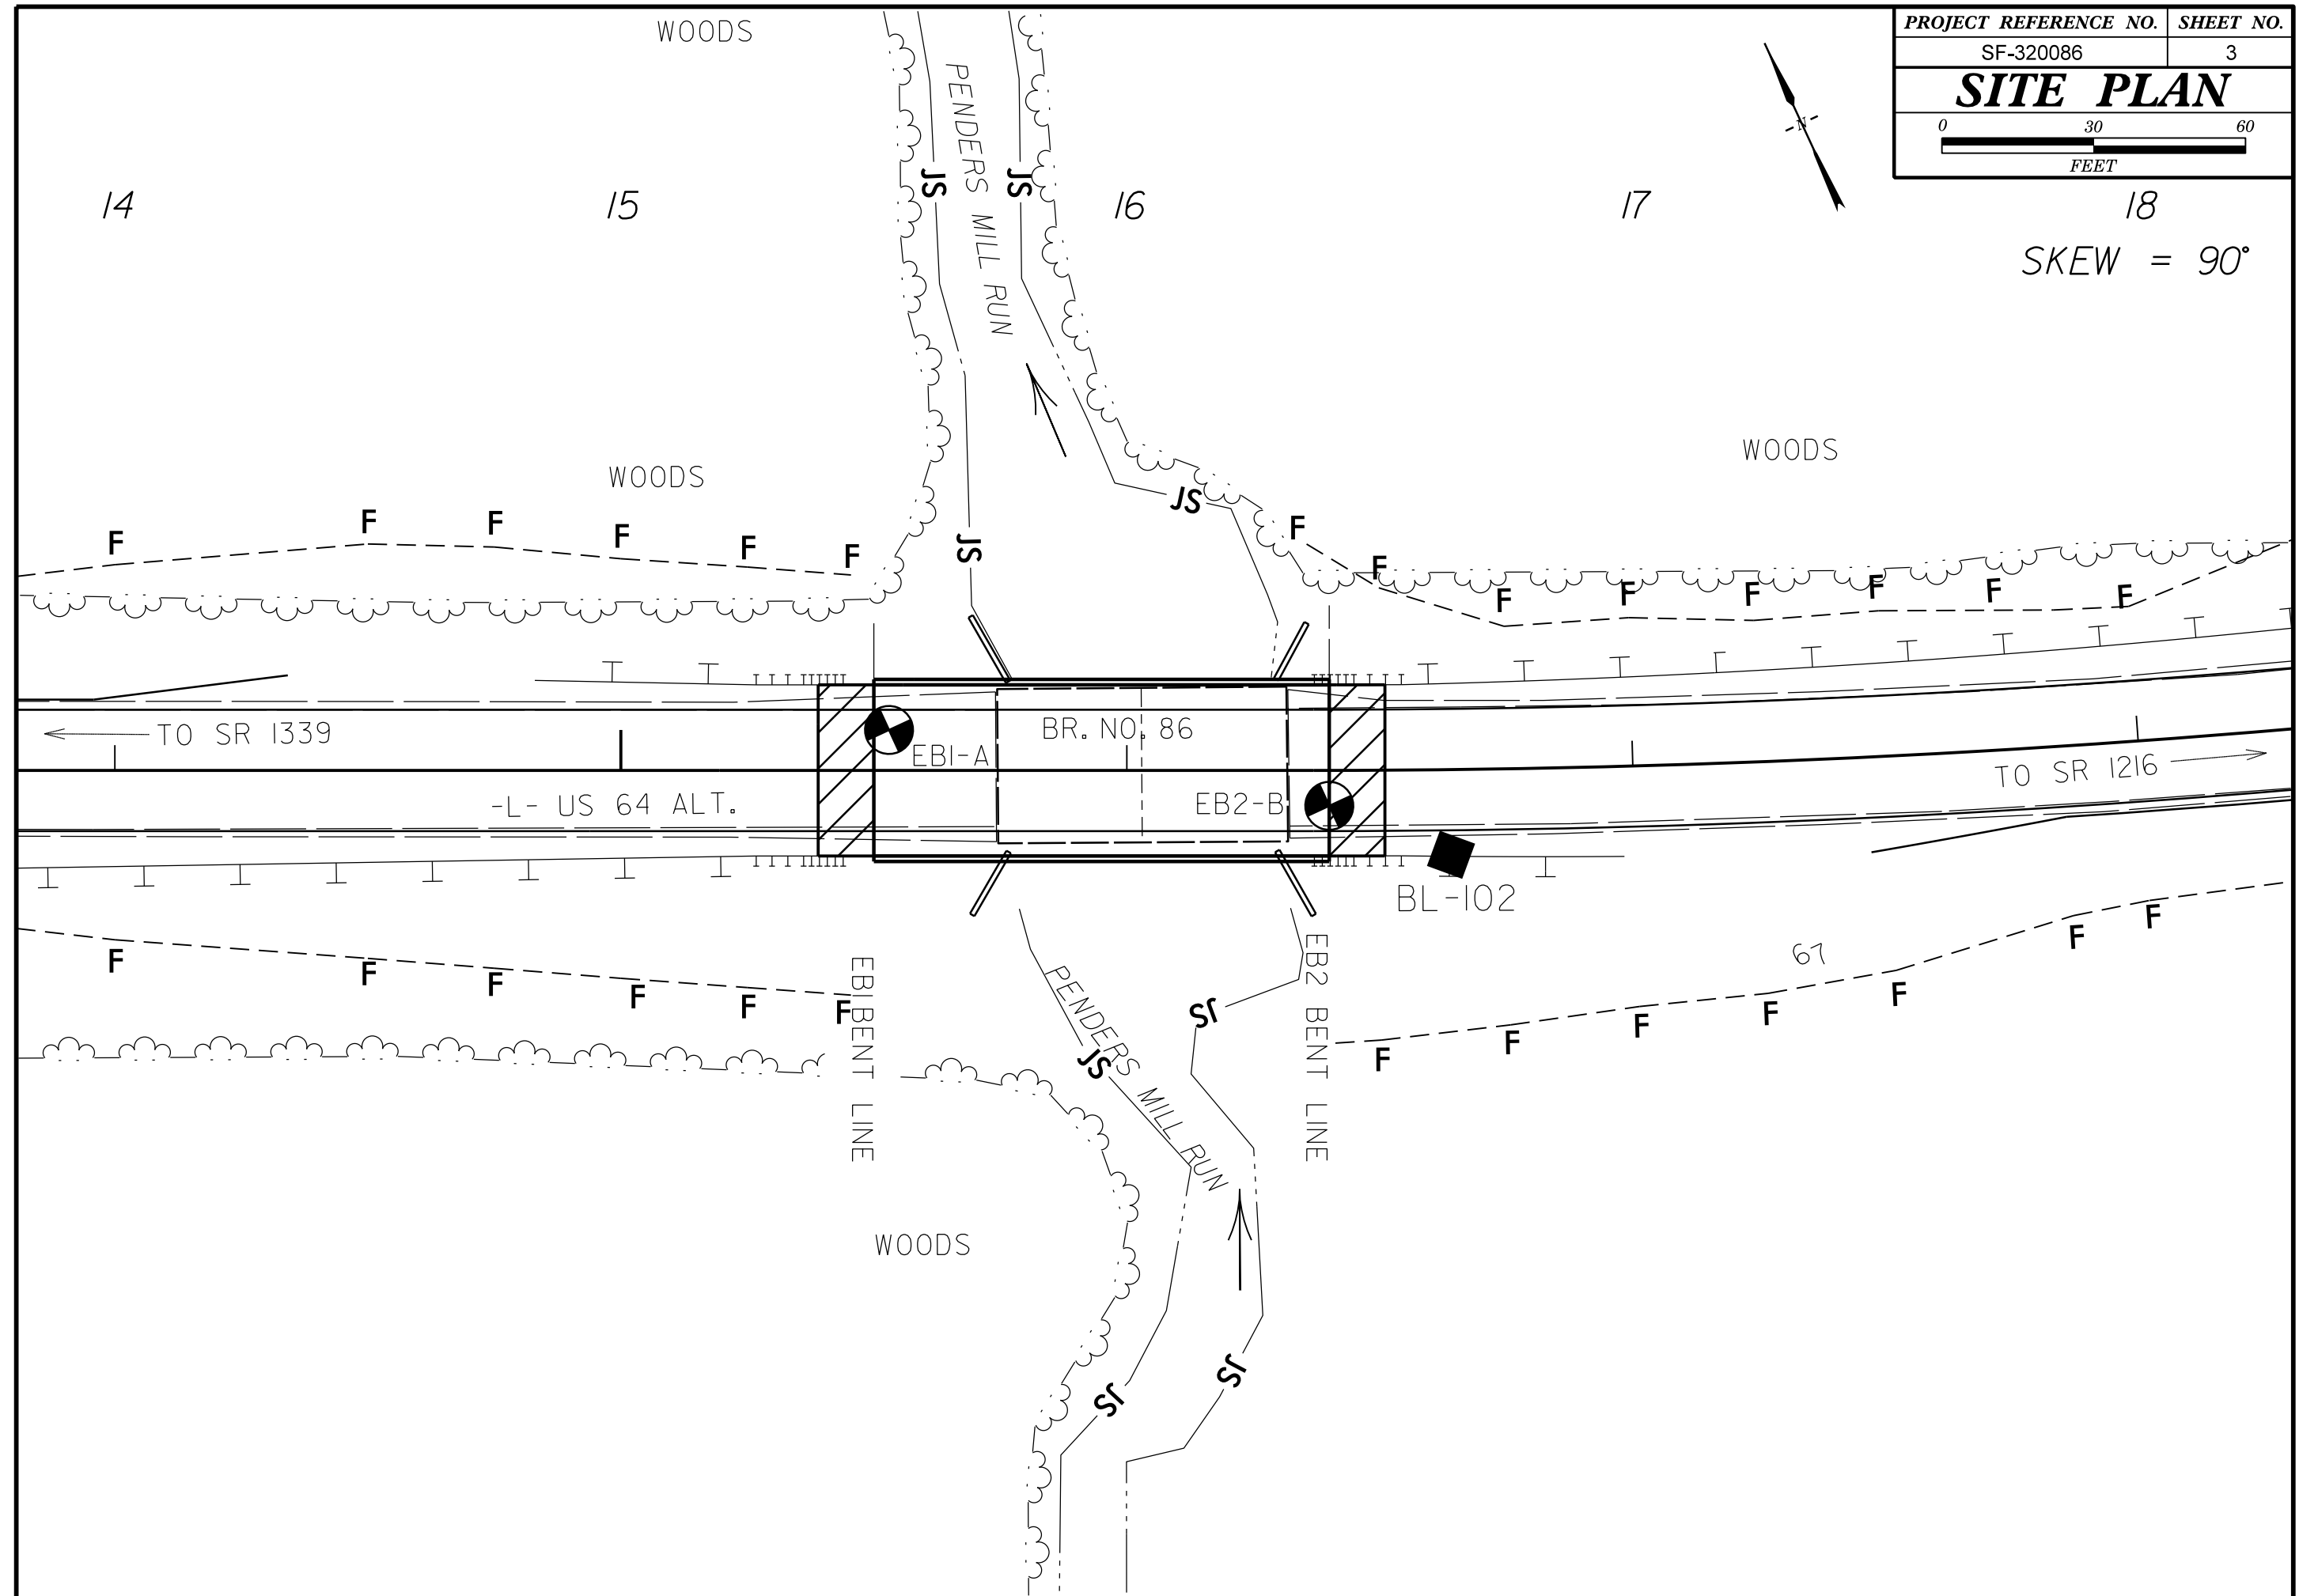 PROJECT REFERENCE NO. SHEET NO.
SF-320086 3
SITE PLAN
0 30 60
FEET
WOODS
PENDERS MILL RUN
JS JS
N
14 15 16 17 18
SKEW = 90°
WOODS
WOODS
JS
JS
F F F F F F
F F F F F F F F
TO SR 1339
BR. NO. 86
EB1-A
-L- US 64 ALT.
EB2-B
TO SR 1216
BL-102
F F F F F F
F F F F F F F
67
EB1 BENT LINE
EB2 BENT LINE
PENDERS MILL RUN
JS
JS
WOODS
JS
JS